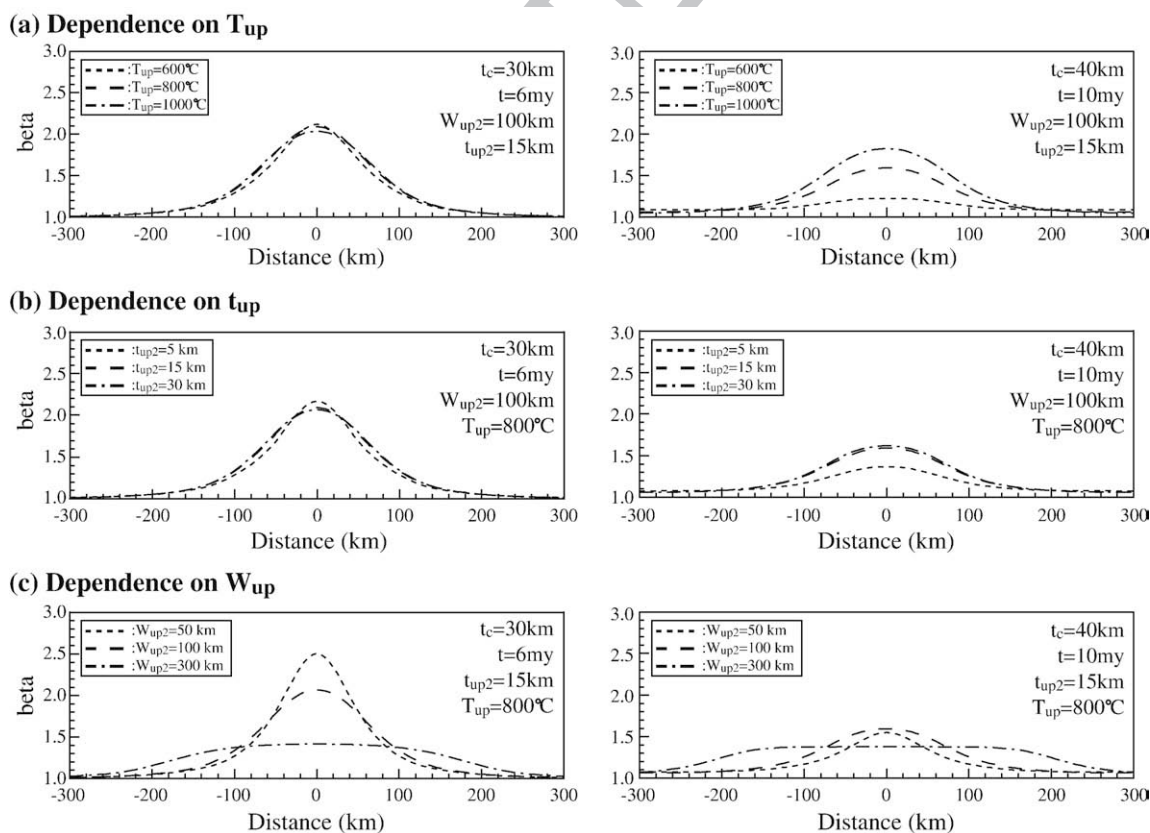 (a) Dependence on Tup
3.0
2.5
2.0
1.5
1.0
beta
:Tup=600℃
:Tup=800℃
:Tup=1000℃
tc=30km
t=6my
Wup2=100km
tup2=15km
-300 -200 -100 0 100 200 300
Distance (km)
3.0
2.5
2.0
1.5
1.0
:Tup=600℃
:Tup=800℃
:Tup=1000℃
tc=40km
t=10my
Wup2=100km
tup2=15km
-300 -200 -100 0 100 200 300
Distance (km)
(b) Dependence on tup
3.0
2.5
2.0
1.5
1.0
beta
:tup2=5 km
:tup2=15 km
:tup2=30 km
tc=30km
t=6my
Wup2=100km
Tup=800℃
-300 -200 -100 0 100 200 300
Distance (km)
3.0
2.5
2.0
1.5
1.0
:tup2=5 km
:tup2=15 km
:tup2=30 km
tc=40km
t=10my
Wup2=100km
Tup=800℃
-300 -200 -100 0 100 200 300
Distance (km)
(c) Dependence on Wup
3.0
2.5
2.0
1.5
1.0
beta
:Wup2=50 km
:Wup2=100 km
:Wup2=300 km
tc=30km
t=6my
tup2=15km
Tup=800℃
-300 -200 -100 0 100 200 300
Distance (km)
3.0
2.5
2.0
1.5
1.0
:Wup2=50 km
:Wup2=100 km
:Wup2=300 km
tc=40km
t=10my
tup2=15km
Tup=800℃
-300 -200 -100 0 100 200 300
Distance (km)